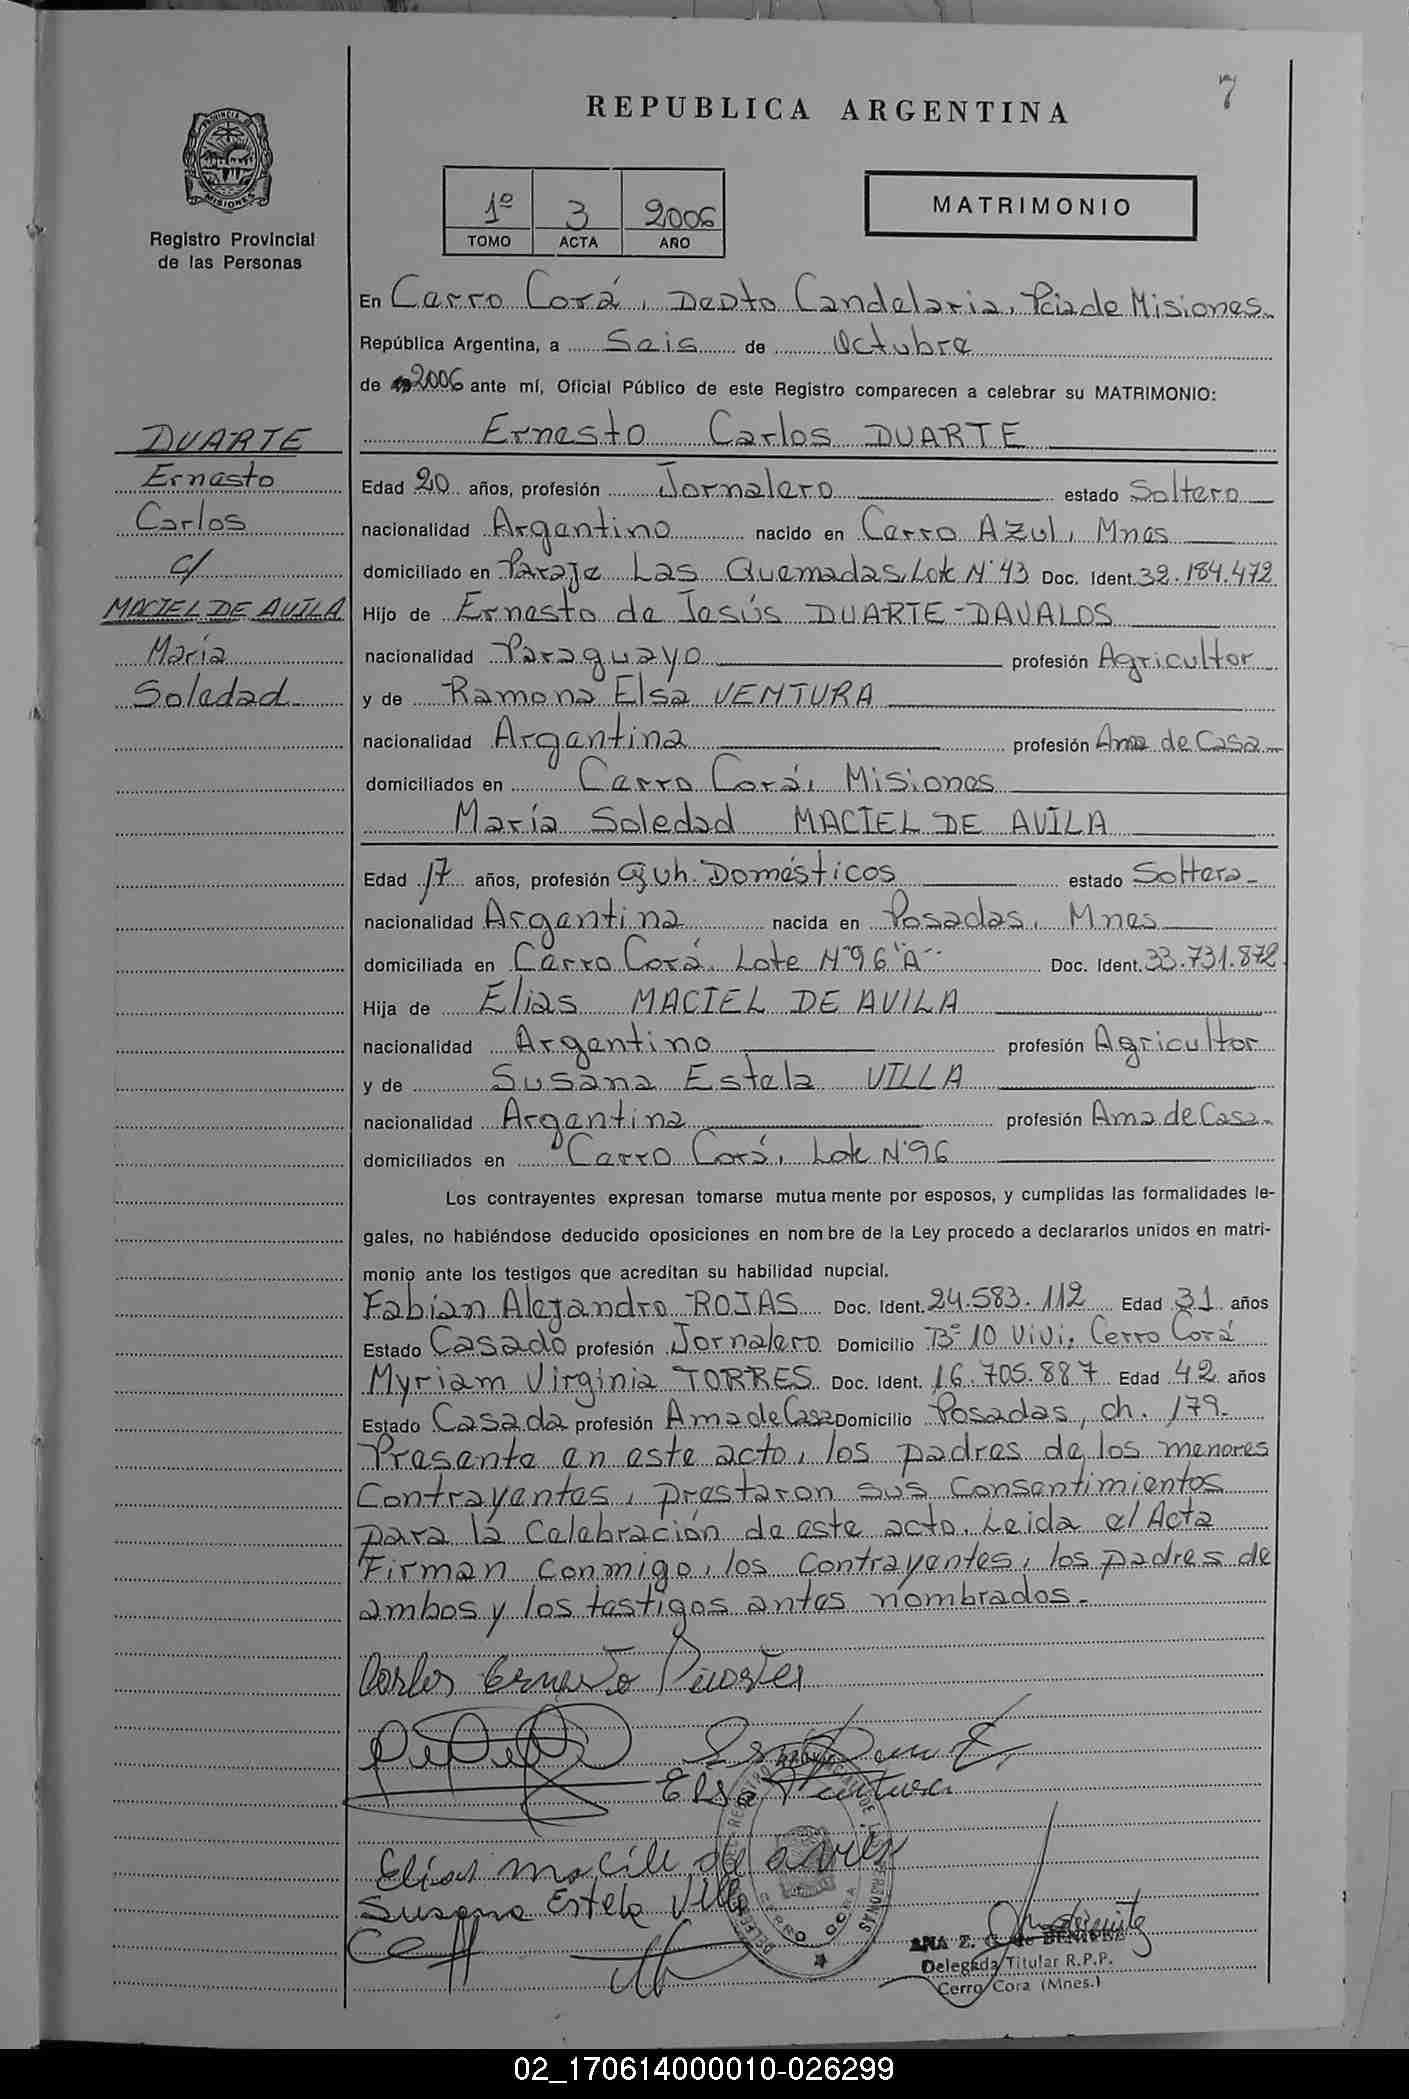 7
REPUBLICA ARGENTINA
PROVINCIA DE
MISIONES
Registro Provincial
de las Personas
1º 3 2006
TOMO ACTA AÑO
MATRIMONIO
En Cerro Corá, Depto Candelaria, Pcia de Misiones
República Argentina, a Seis de Octubre
de 2006 ante mí, Oficial Público de este Registro comparecen a celebrar su MATRIMONIO:
Ernesto Carlos DUARTE
DUARTE
Ernesto
Carlos
c/
MACIEL DE AVILA
María
Soledad
Edad 20 años, profesión Jornalero estado Soltero
nacionalidad Argentino nacido en Cerro Azul, Mnes
domiciliado en Paraje Las Quemadas, Lote Nº 43 Doc. Ident. 32.184.472
Hijo de Ernesto de Jesús DUARTE-DAVALOS
nacionalidad Paraguayo profesión Agricultor
y de Ramona Elsa VENTURA
nacionalidad Argentina profesión Ama de Casa
domiciliados en Cerro Corá, Misiones
María Soledad MACIEL DE AVILA
Edad 17 años, profesión Quh. Domésticos estado Soltera
nacionalidad Argentina nacida en Posadas, Mnes
domiciliada en Cerro Corá, Lote Nº 96 "A" Doc. Ident. 33.731.872
Hija de Elias MACIEL DE AVILA
nacionalidad Argentino profesión Agricultor
y de Susana Estela VILLA
nacionalidad Argentina profesión Ama de Casa
domiciliados en Cerro Corá, Lote Nº 96
Los contrayentes expresan tomarse mutua mente por esposos, y cumplidas las formalidades le-
gales, no habiéndose deducido oposiciones en nom bre de la Ley procedo a declararlos unidos en matri-
monio ante los testigos que acreditan su habilidad nupcial.
Fabian Alejandro ROJAS Doc. Ident. 24.583.112 Edad 31 años
Estado Casado profesión Jornalero Domicilio Bº 10 Vivi, Cerro Corá
Myriam Virginia TORRES Doc. Ident. 16.705.887 Edad 42 años
Estado Casada profesión Ama de Casa Domicilio Posadas, ch. 179
Presente en este acto, los padres de los menores
Contrayentes, prestaron sus Consentimientos
para la Celebración de este acto. Leida el Acta
Firman conmigo, los contrayentes, los padres de
ambos y los testigos antes nombrados.
Carlos Ernesto Duarte
Elsa Ventura
Elias maciel de avila
Susana Estela Villa
CERRO CORA
ANA E. G. de BENITEZ
Delegada Titular R.P.P.
Cerro Cora (Mnes.)
02_170614000010-026299